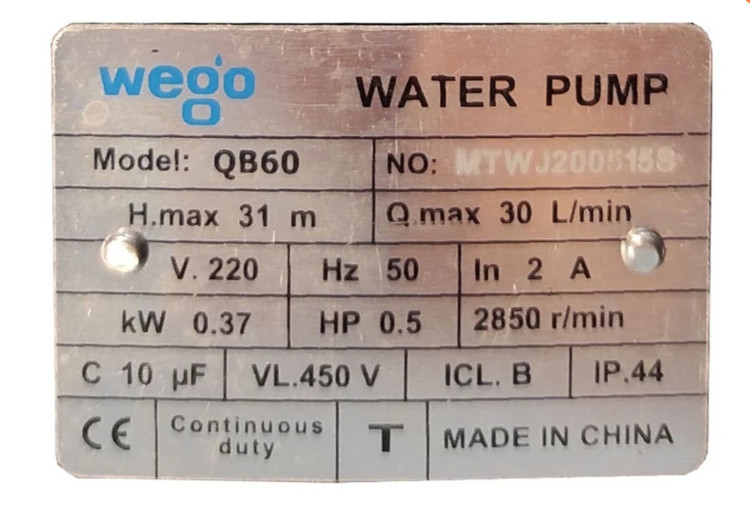 wego WATER PUMP
Model: QB60 NO: MTWJ2005158
H.max 31 m Q.max 30 L/min
V. 220 Hz 50 In 2 A
kW 0.37 HP 0.5 2850 r/min
C 10 µF VL.450 V ICL. B IP.44
CE Continuous duty T MADE IN CHINA